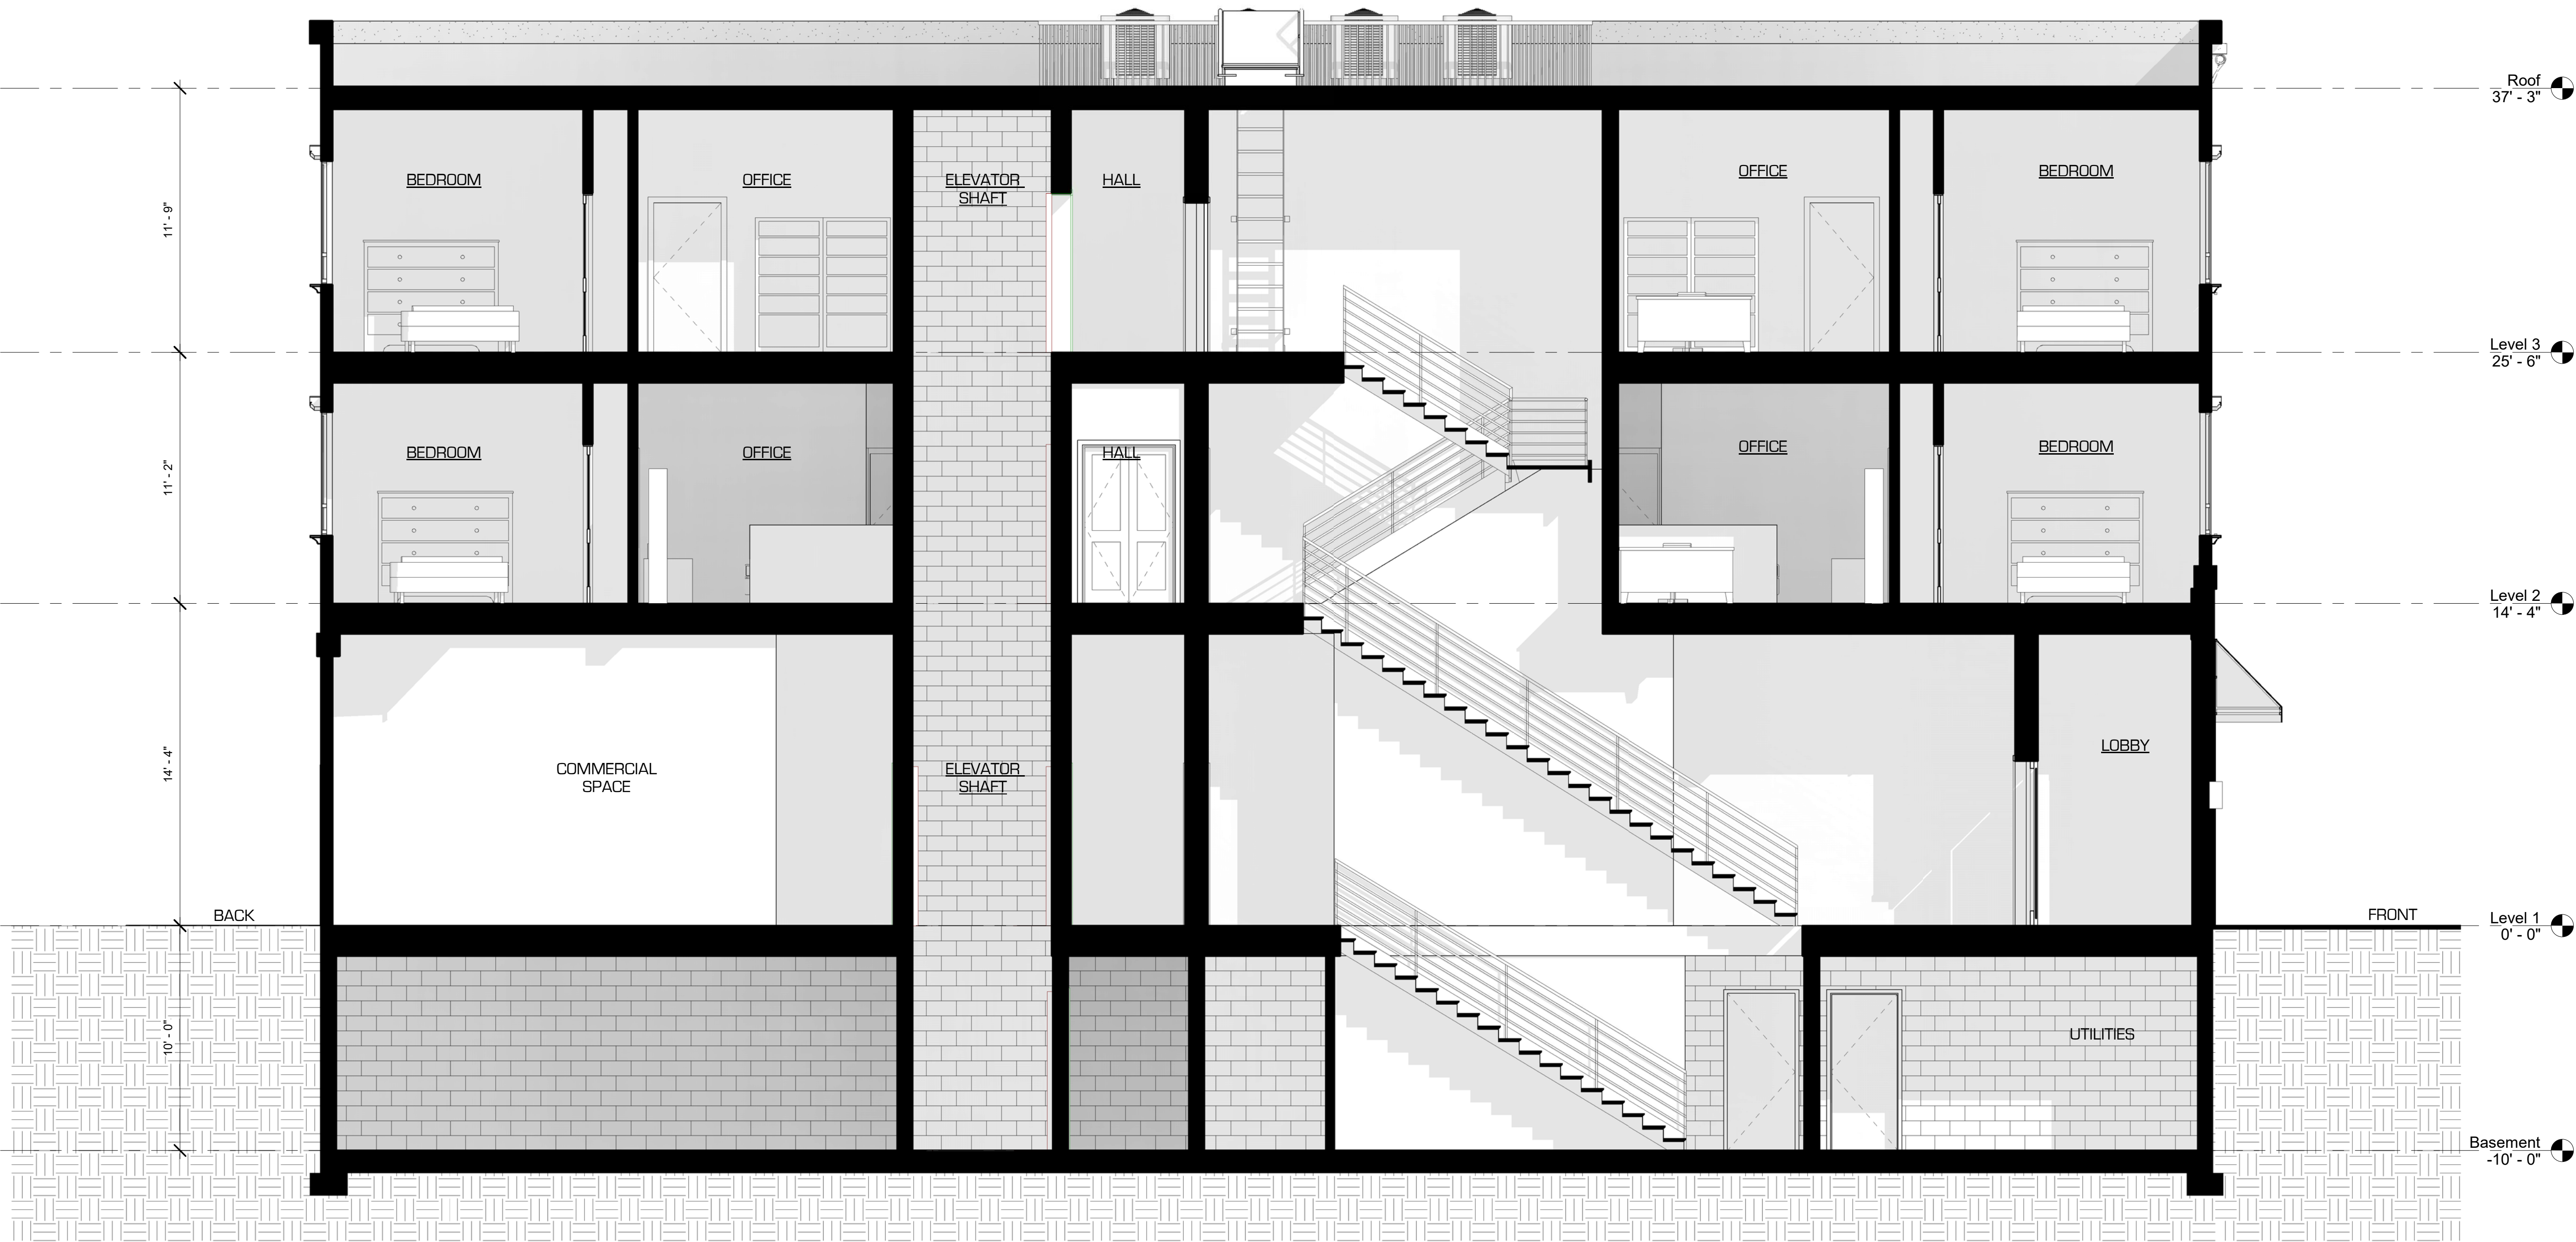 Roof
37' - 3"
11' - 9"
BEDROOM
OFFICE
ELEVATOR
SHAFT
HALL
OFFICE
BEDROOM
Level 3
25' - 6"
11' - 2"
BEDROOM
OFFICE
HALL
OFFICE
BEDROOM
Level 2
14' - 4"
14' - 4"
COMMERCIAL
SPACE
ELEVATOR
SHAFT
LOBBY
BACK
FRONT
Level 1
0' - 0"
10' - 0"
UTILITIES
Basement
-10' - 0"